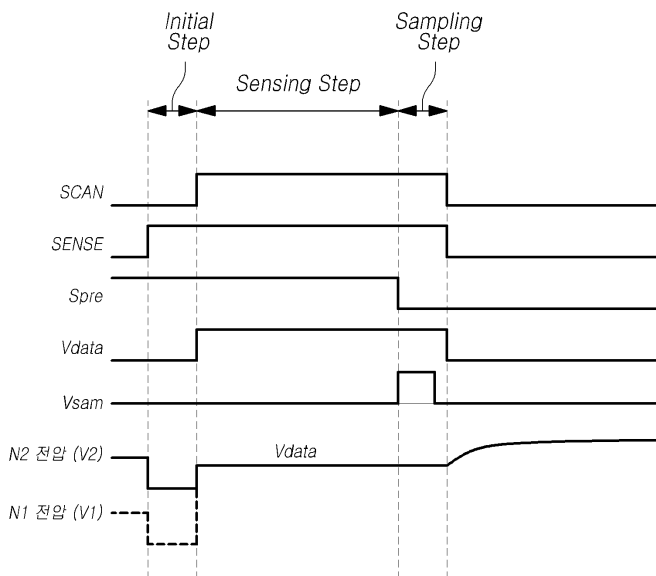 Initial
Step
Sampling
Step
Sensing Step
SCAN
SENSE
Spre
Vdata
Vsam
N2 전압 (V2)
Vdata
N1 전압 (V1)